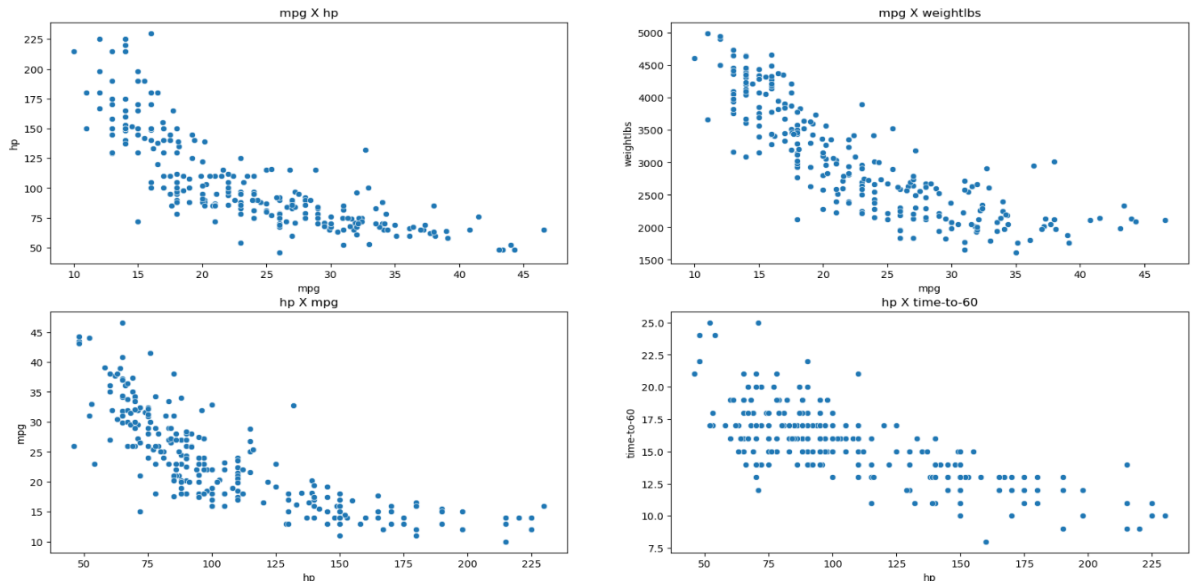 mpg X hp
hp
225
200
175
150
125
100
75
50
10 15 20 25 30 35 40 45
mpg
mpg X weightlbs
weightlbs
5000
4500
4000
3500
3000
2500
2000
1500
10 15 20 25 30 35 40 45
mpg
hp X mpg
mpg
45
40
35
30
25
20
15
10
50 75 100 125 150 175 200 225
hp
hp X time-to-60
time-to-60
25.0
22.5
20.0
17.5
15.0
12.5
10.0
7.5
50 75 100 125 150 175 200 225
hp